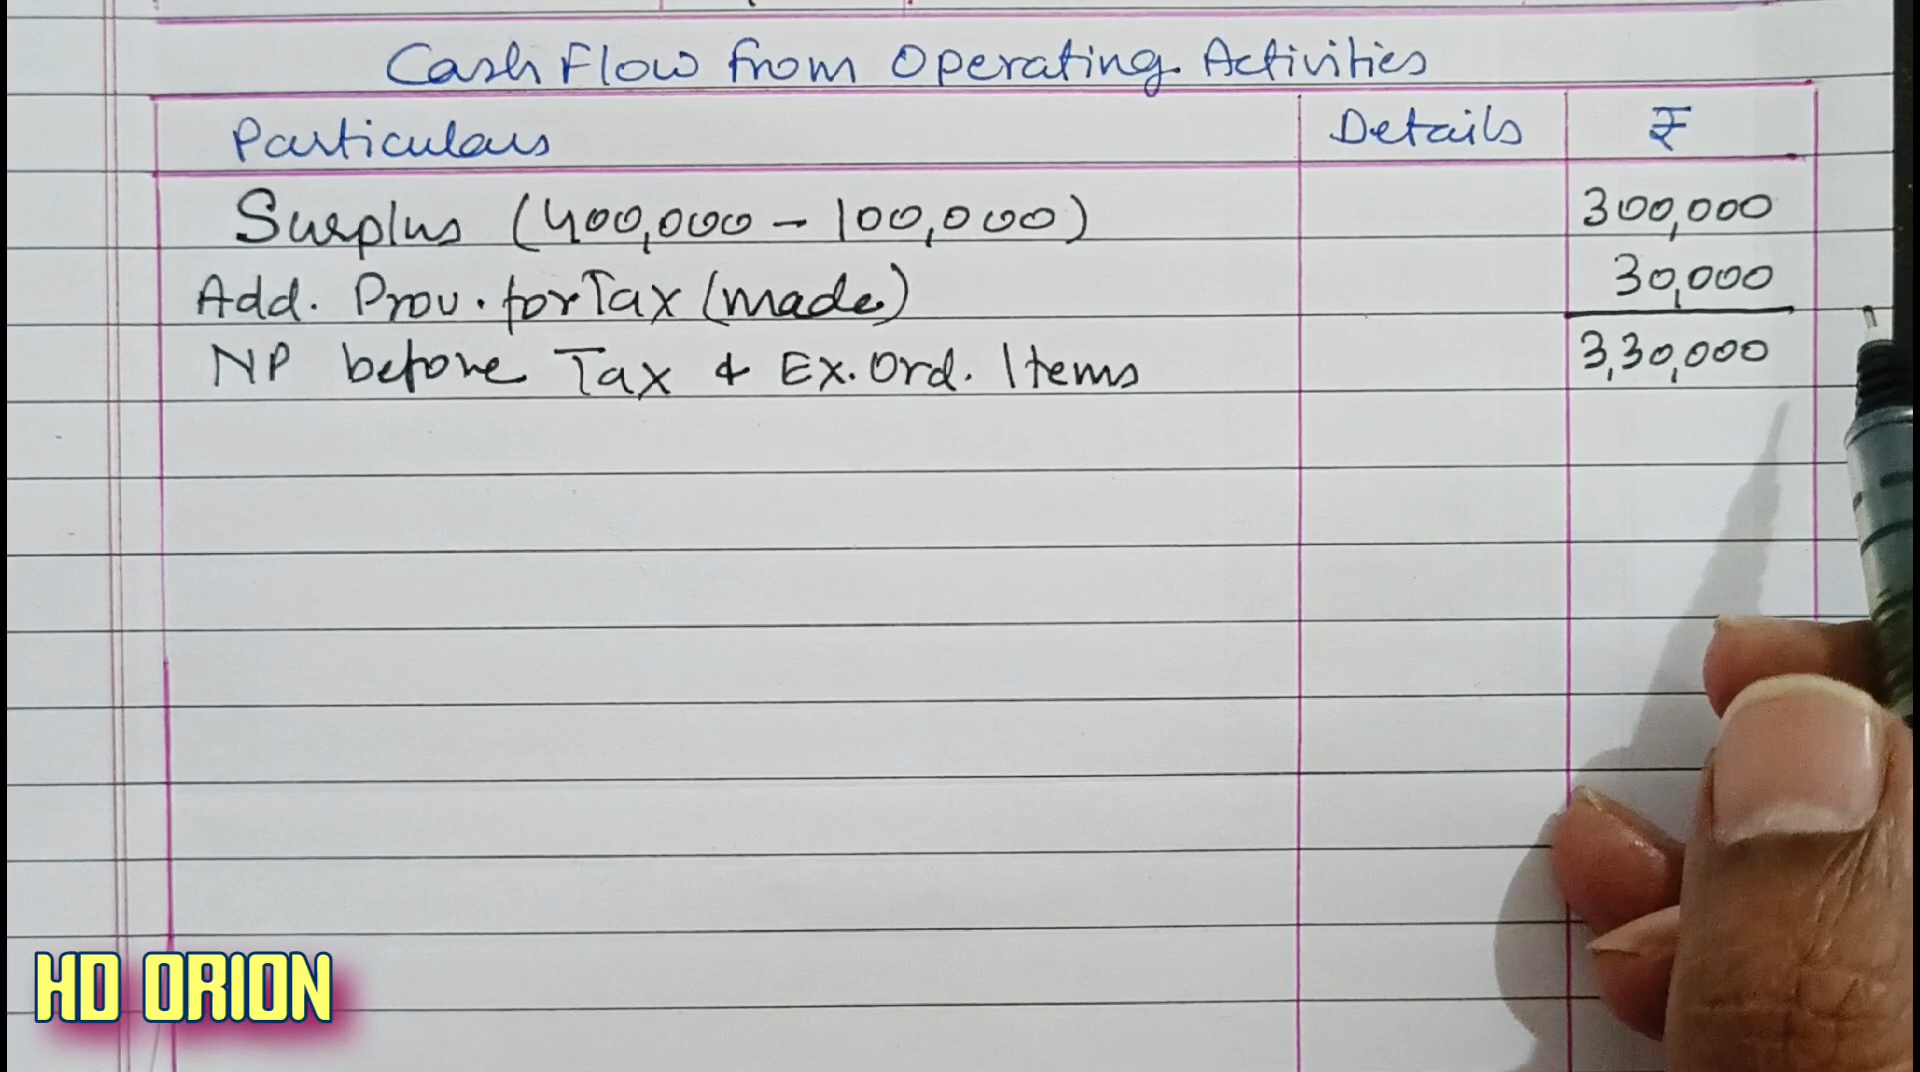 Cash Flow from Operating Activities
Particulars Details ₹
Surplus (400,000 - 100,000) 300,000
Add. Prov. for Tax (made) 30,000
NP before Tax & Ex. Ord. Items 3,30,000
HD ORION